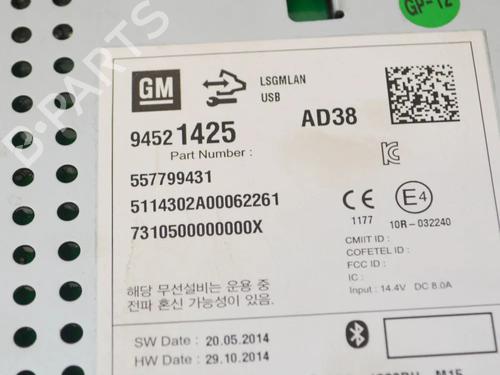 GP-12
GM
LSGMLAN
USB
94521425
AD38
Part Number :
557799431
5114302A00062261
7310500000000X
1177
E4
10R-032240
CMIIT ID :
COFETEL ID :
FCC ID :
IC :
Input : 14.4V DC 8.0A
해당 무선설비는 운용 중
전파 혼신 가능성이 있음.
SW Date : 20.05.2014
HW Date : 29.10.2014
D-PARTS